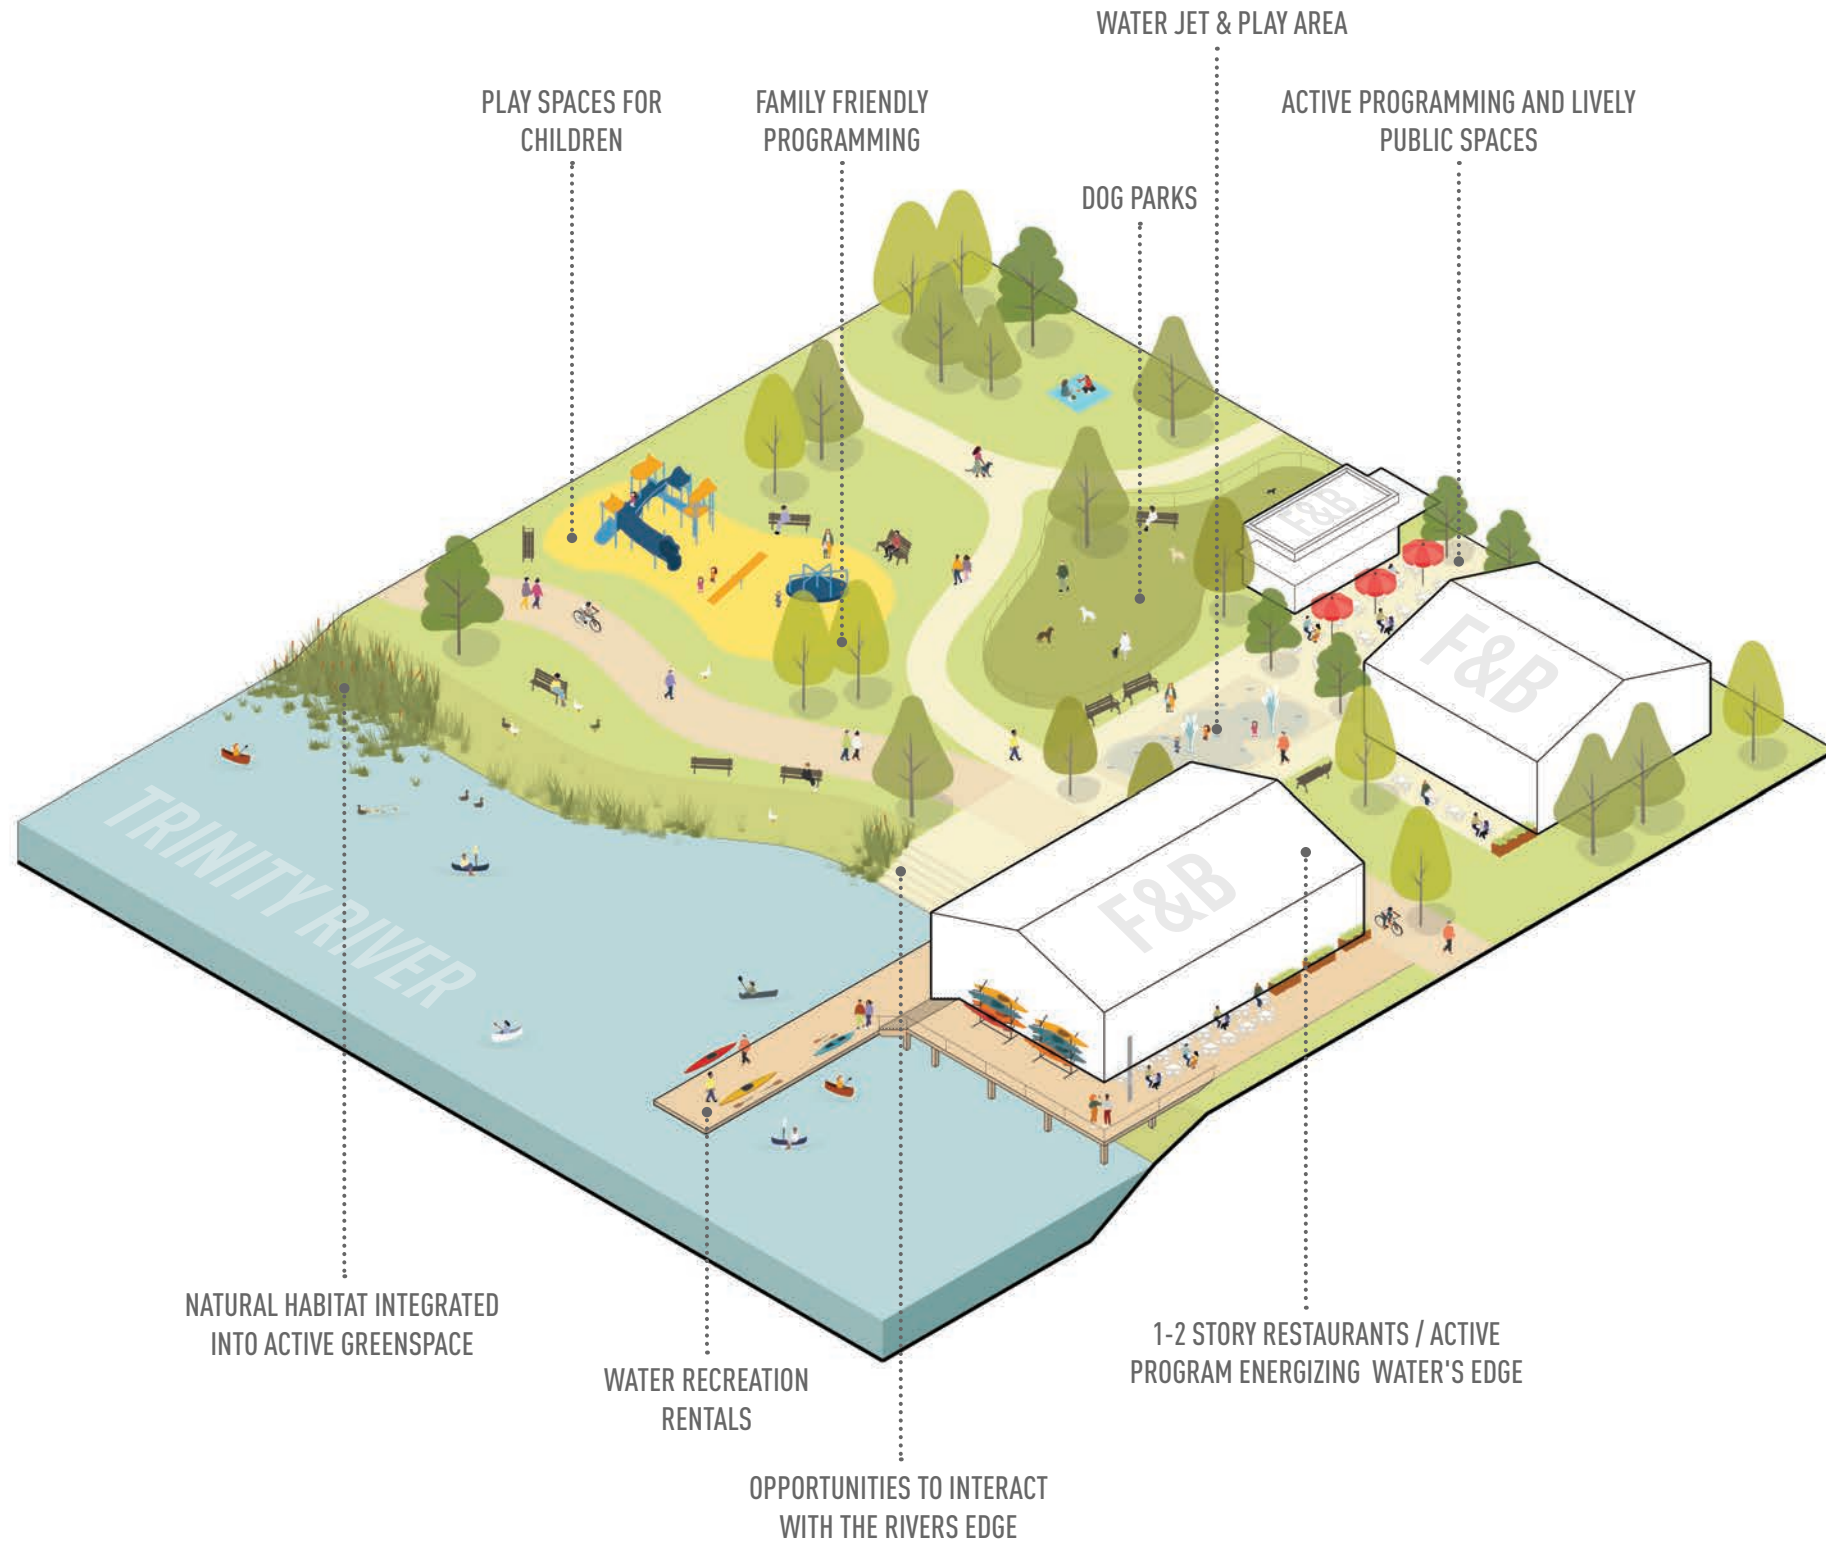 WATER JET & PLAY AREA
PLAY SPACES FOR
CHILDREN
FAMILY FRIENDLY
PROGRAMMING
ACTIVE PROGRAMMING AND LIVELY
PUBLIC SPACES
DOG PARKS
F&B
F&B
F&B
TRINITY RIVER
NATURAL HABITAT INTEGRATED
INTO ACTIVE GREENSPACE
WATER RECREATION
RENTALS
OPPORTUNITIES TO INTERACT
WITH THE RIVERS EDGE
1-2 STORY RESTAURANTS / ACTIVE
PROGRAM ENERGIZING WATER'S EDGE